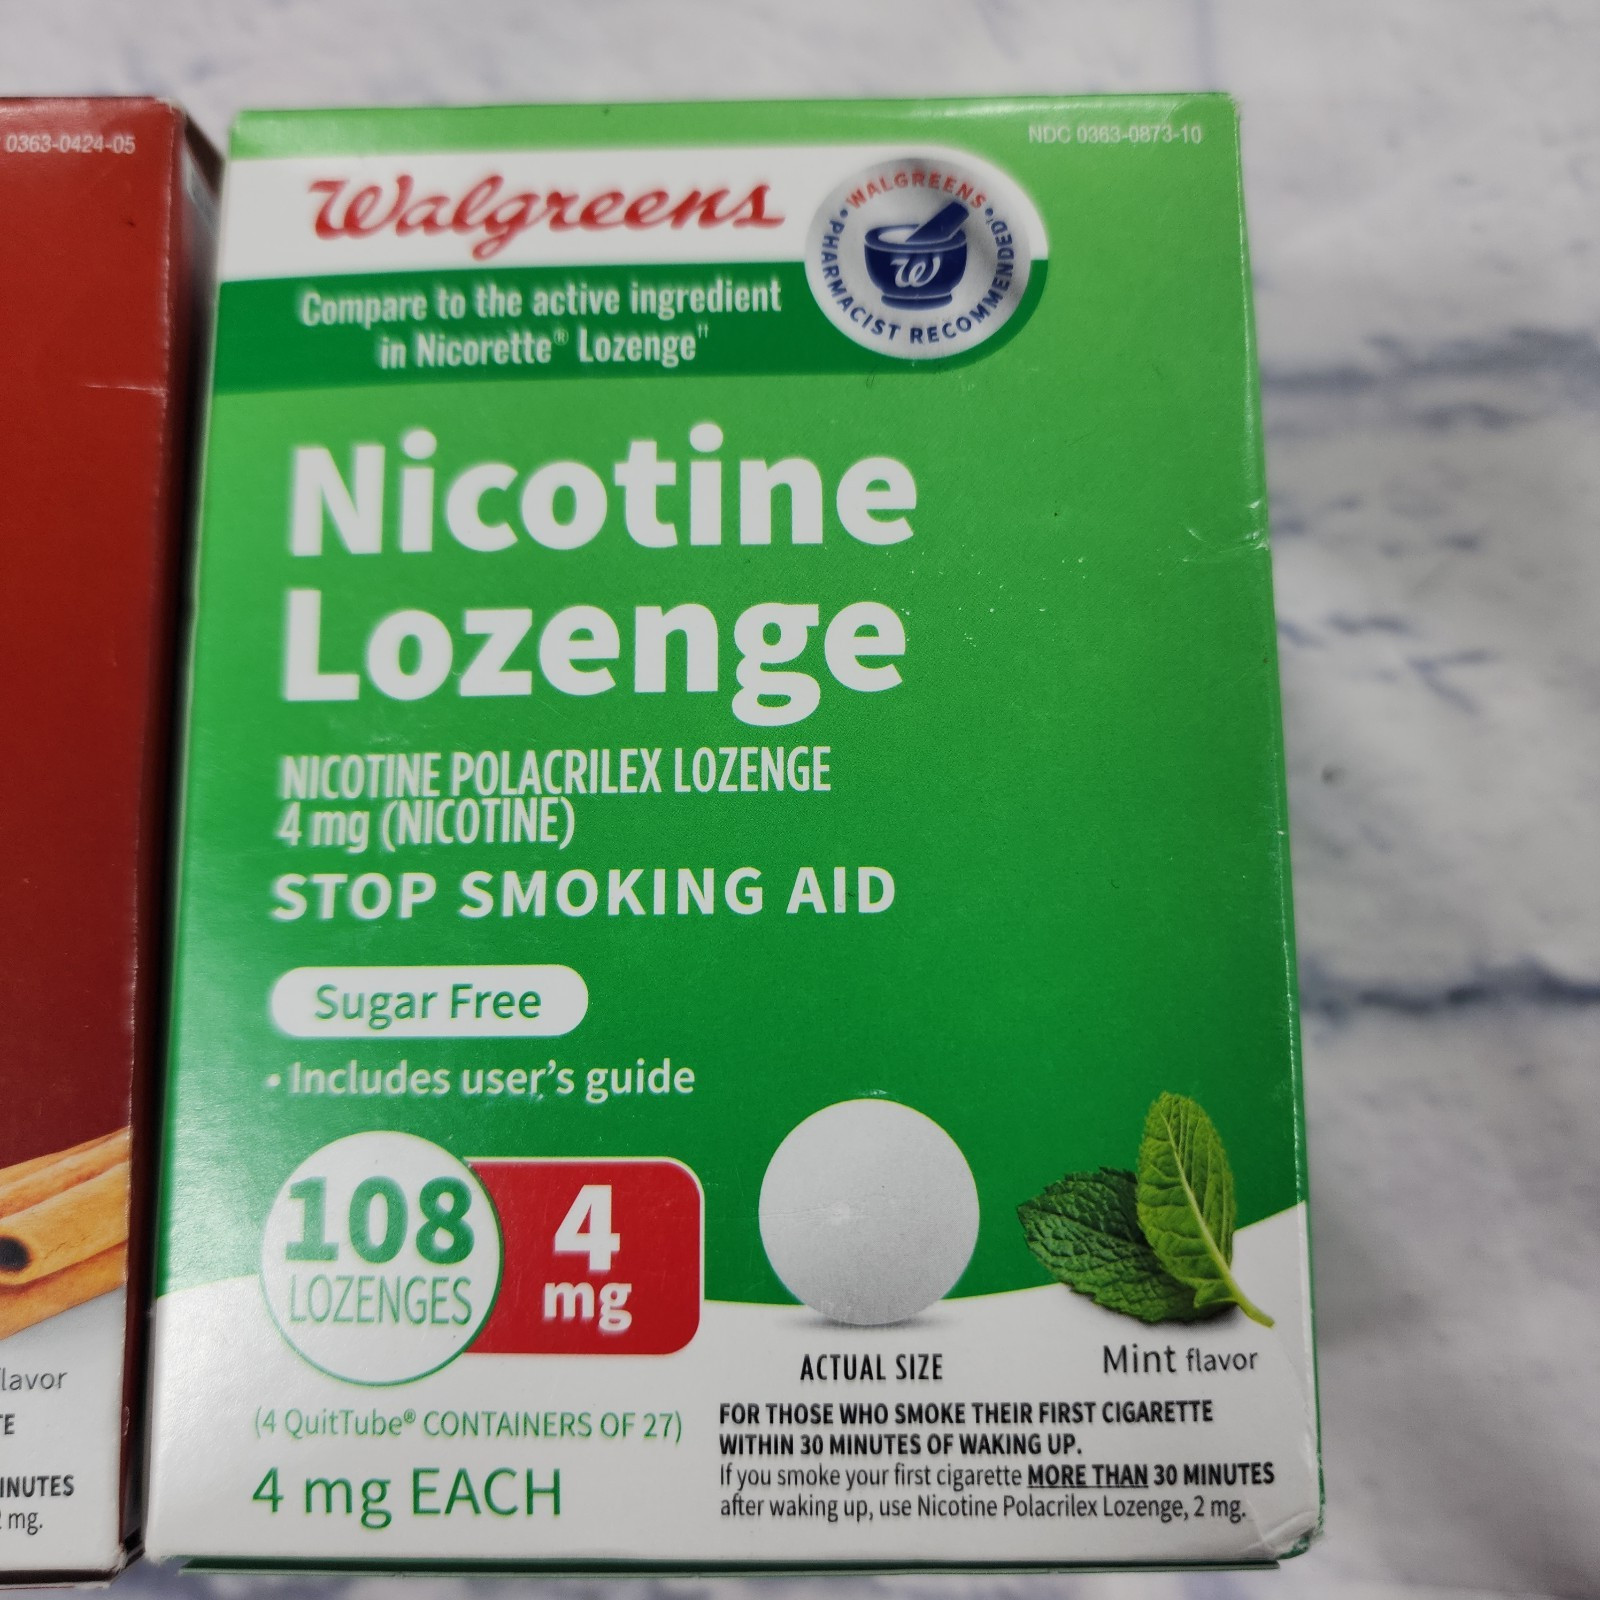 0363-0424-05
lavor
INUTES
mg.
NDC 0363-0873-10
Walgreens
WALGREENS
PHARMACIST RECOMMENDED†
W
Compare to the active ingredient
in Nicorette® Lozenge††
Nicotine
Lozenge
NICOTINE POLACRILEX LOZENGE
4 mg (NICOTINE)
STOP SMOKING AID
Sugar Free
• Includes user's guide
108
LOZENGES
4
mg
(4 QuitTube® CONTAINERS OF 27)
4 mg EACH
ACTUAL SIZE
Mint flavor
FOR THOSE WHO SMOKE THEIR FIRST CIGARETTE
WITHIN 30 MINUTES OF WAKING UP.
If you smoke your first cigarette MORE THAN 30 MINUTES
after waking up, use Nicotine Polacrilex Lozenge, 2 mg.